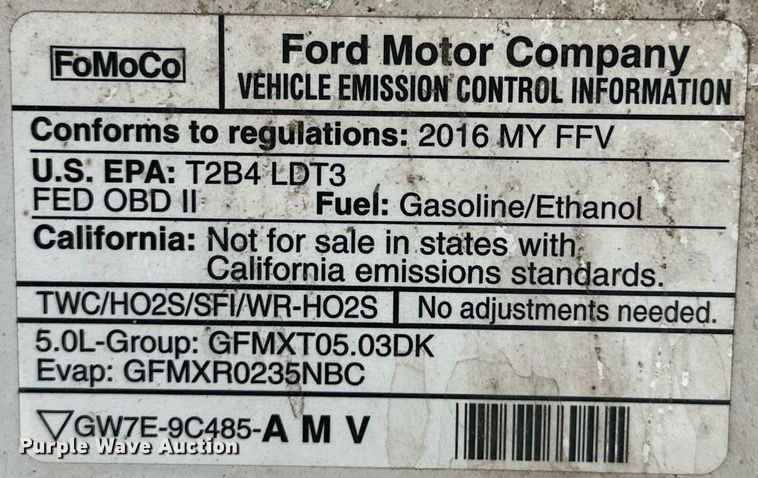 FoMoCo
Ford Motor Company
VEHICLE EMISSION CONTROL INFORMATION
Conforms to regulations: 2016 MY FFV
U.S. EPA: T2B4 LDT3
FED OBD II Fuel: Gasoline/Ethanol
California: Not for sale in states with
California emissions standards.
TWC/HO2S/SFI/WR-HO2S No adjustments needed.
5.0L-Group: GFMXT05.03DK
Evap: GFMXR0235NBC
GW7E-9C485-A M V
Purple Wave Auction